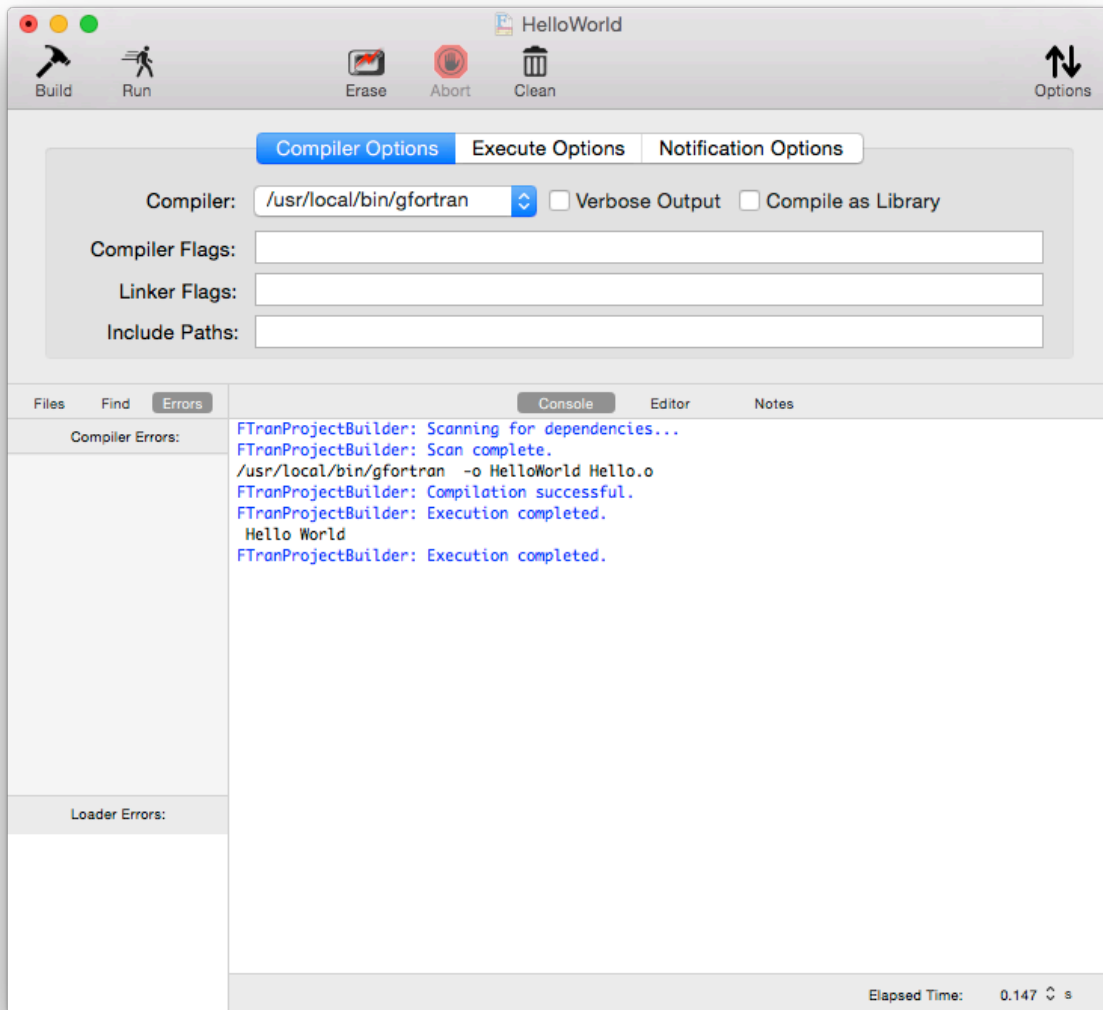 HelloWorld
Build Run Erase Abort Clean Options
Compiler Options Execute Options Notification Options
Compiler: /usr/local/bin/gfortran Verbose Output Compile as Library
Compiler Flags:
Linker Flags:
Include Paths:
Files Find Errors Console Editor Notes
Compiler Errors:
FTranProjectBuilder: Scanning for dependencies...
FTranProjectBuilder: Scan complete.
/usr/local/bin/gfortran  -o HelloWorld Hello.o
FTranProjectBuilder: Compilation successful.
FTranProjectBuilder: Execution completed.
Hello World
FTranProjectBuilder: Execution completed.
Loader Errors:
Elapsed Time: 0.147 s